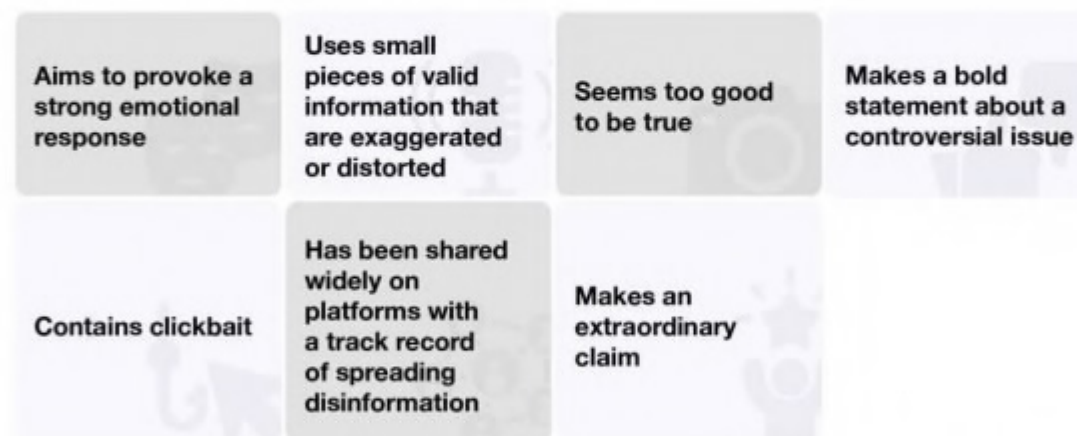 Aims to provoke a
strong emotional
response
Uses small
pieces of valid
information that
are exaggerated
or distorted
Seems too good
to be true
Makes a bold
statement about a
controversial issue
Contains clickbait
Has been shared
widely on
platforms with
a track record
of spreading
disinformation
Makes an
extraordinary
claim